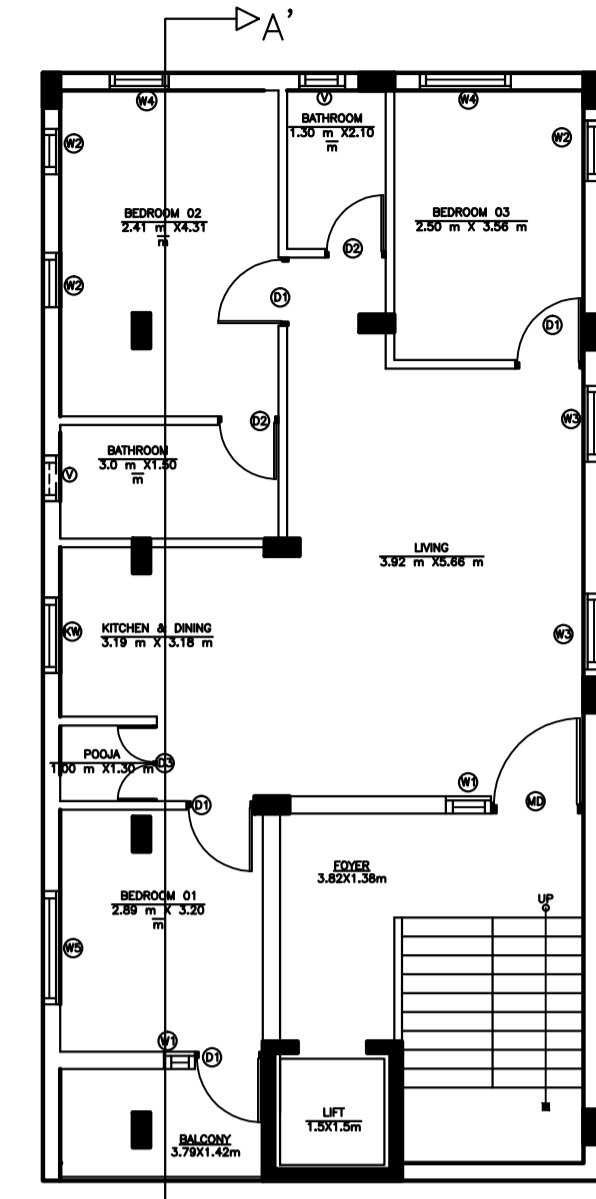 A'
W4
V
W4
W2
BATHROOM
1.30 m X2.10
m
W2
BEDROOM 02
2.41 m X4.31
m
BEDROOM 03
2.50 m X 3.56 m
D2
W2
D1
D1
D2
W3
BATHROOM
3.0 m X1.50
m
V
LIVING
3.92 m X5.66 m
KW
KITCHEN & DINING
3.19 m X 3.18 m
W3
POOJA
1.00 m X1.30 m
D3
W1
D1
MD
FOYER
3.82X1.38m
BEDROOM 01
2.89 m X 3.20
m
UP
W5
W1
D1
LIFT
1.5X1.5m
BALCONY
3.79X1.42m